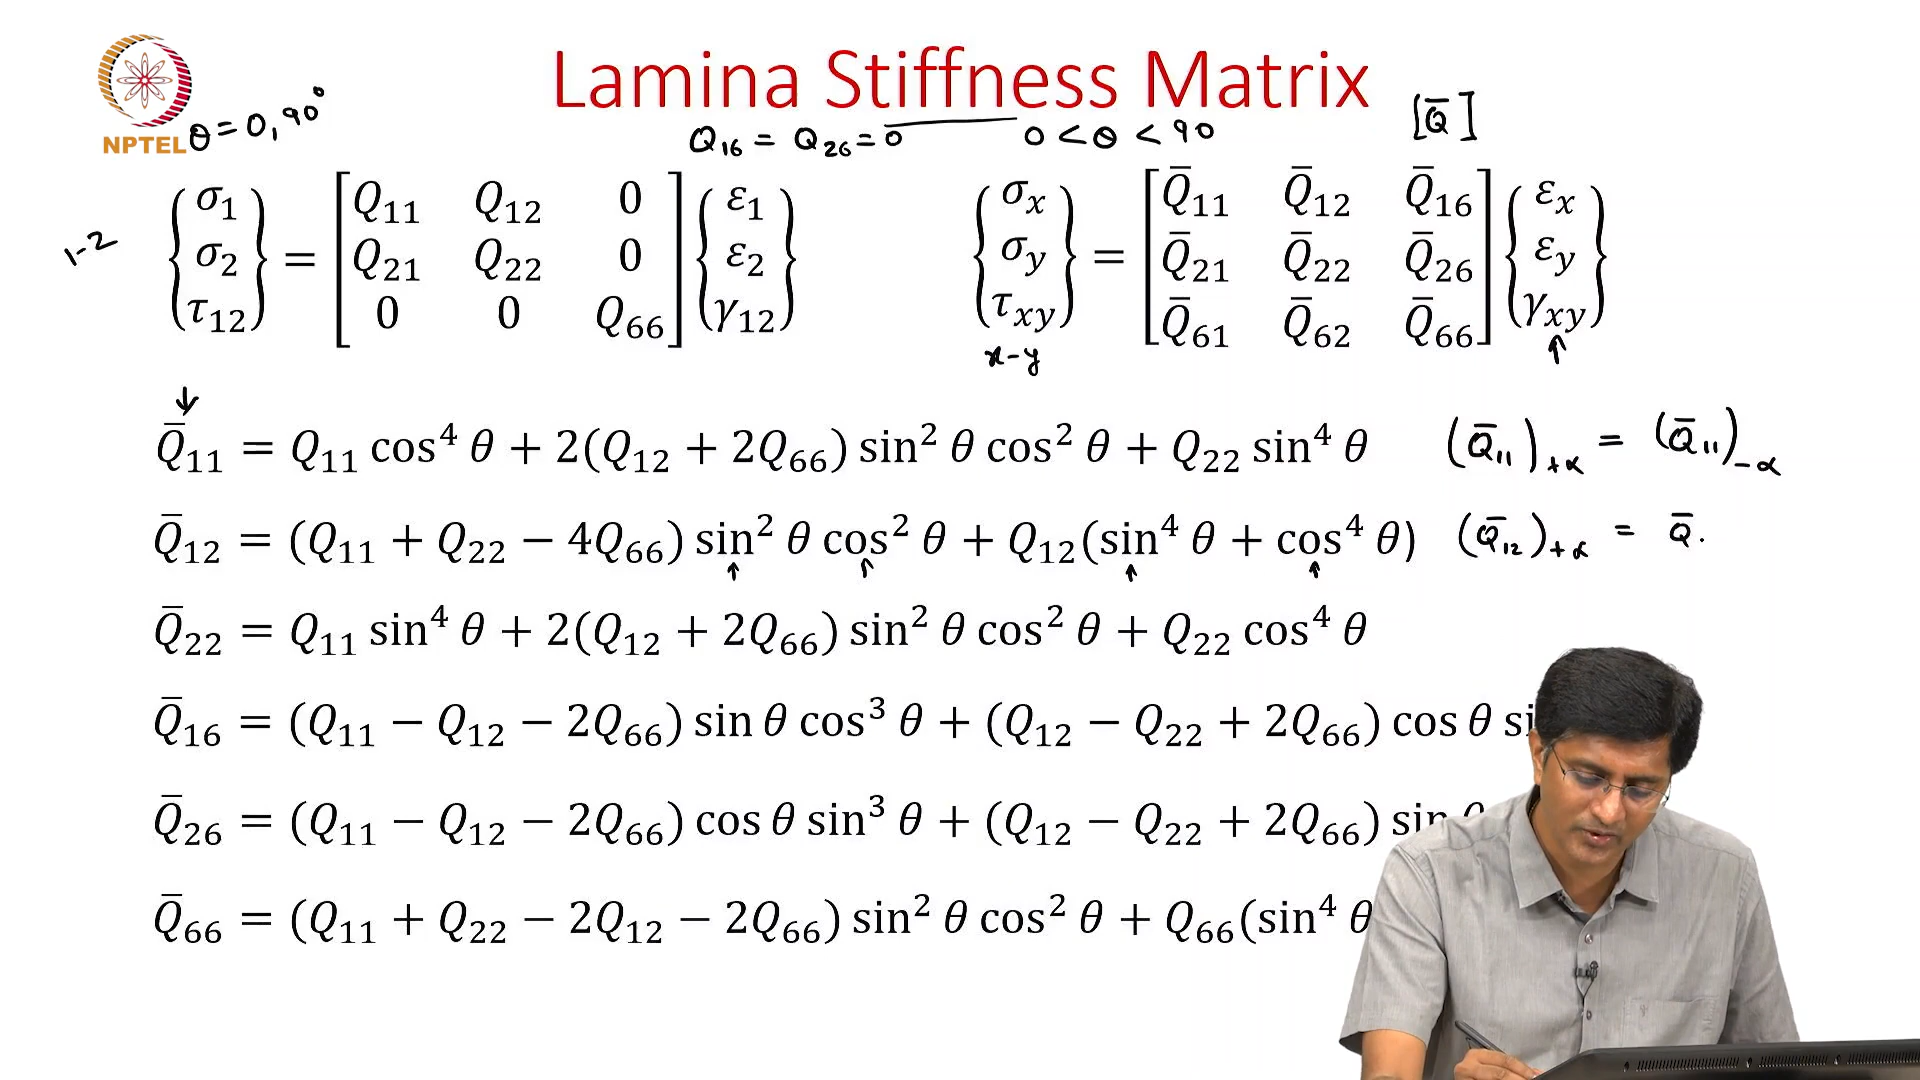 Lamina Stiffness Matrix
NPTEL
θ = 0, 90°
Q₁₆ = Q₂₆ = 0
0 < θ < 90
[Q̄]
1-2
{σ₁ σ₂ τ₁₂} = [Q₁₁ Q₁₂ 0
Q₂₁ Q₂₂ 0
0 0 Q₆₆] {ε₁ ε₂ γ₁₂}
{σₓ σ_y τ_xy} = [Q̄₁₁ Q̄₁₂ Q̄₁₆
Q̄₂₁ Q̄₂₂ Q̄₂₆
Q̄₆₁ Q̄₆₂ Q̄₆₆] {εₓ ε_y γ_xy}
x-y
Q̄₁₁ = Q₁₁ cos⁴ θ + 2(Q₁₂ + 2Q₆₆) sin² θ cos² θ + Q₂₂ sin⁴ θ (Q̄₁₁)₊α = (Q̄₁₁)₋α
Q̄₁₂ = (Q₁₁ + Q₂₂ − 4Q₆₆) sin² θ cos² θ + Q₁₂(sin⁴ θ + cos⁴ θ) (Q̄₁₂)₊α = Q̄.
Q̄₂₂ = Q₁₁ sin⁴ θ + 2(Q₁₂ + 2Q₆₆) sin² θ cos² θ + Q₂₂ cos⁴ θ
Q̄₁₆ = (Q₁₁ − Q₁₂ − 2Q₆₆) sin θ cos³ θ + (Q₁₂ − Q₂₂ + 2Q₆₆) cos θ
Q̄₂₆ = (Q₁₁ − Q₁₂ − 2Q₆₆) cos θ sin³ θ + (Q₁₂ − Q₂₂ + 2Q₆₆) sin
Q̄₆₆ = (Q₁₁ + Q₂₂ − 2Q₁₂ − 2Q₆₆) sin² θ cos² θ + Q₆₆(sin⁴ θ